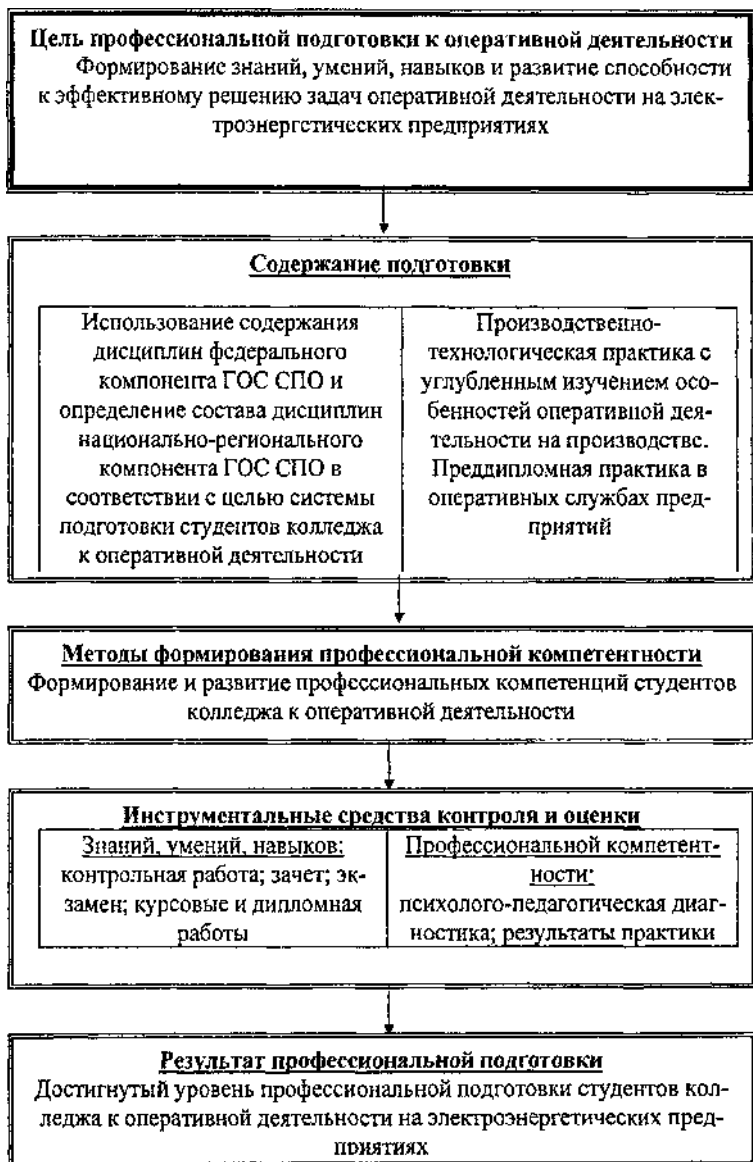 Цель профессиональной подготовки к оперативной деятельности
Формирование знаний, умений, навыков и развитие способности
к эффективному решению задач оперативной деятельности на элек-
троэнергетических предприятиях
Содержание подготовки
Использование содержания
дисциплин федерального
компонента ГОС СПО и
определение состава дисциплин
национально-регионального
компонента ГОС СПО в
соответствии с целью системы
подготовки студентов колледжа
к оперативной деятельности
Производственно-
технологическая практика с
углубленным изучением осо-
бенностей оперативной дея-
тельности на производстве.
Преддипломная практика в
оперативных службах пред-
приятий
Методы формирования профессиональной компетентности
Формирование и развитие профессиональных компетенций студентов
колледжа к оперативной деятельности
Инструментальные средства контроля и оценки
Знаний, умений, навыков:
контрольная работа; зачет; эк-
замен; курсовые и дипломная
работы
Профессиональной компетент-
ности:
психолого-педагогическая диаг-
ностика; результаты практики
Результат профессиональной подготовки
Достигнутый уровень профессиональной подготовки студентов кол-
леджа к оперативной деятельности на электроэнергетических пред-
приятиях